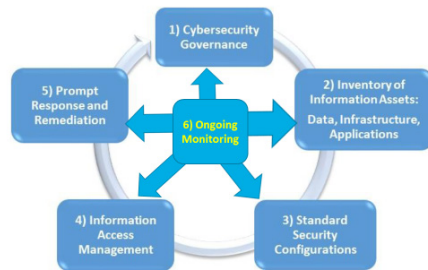 1) Cybersecurity
Governance
2) Inventory of
Information Assets:
Data, Infrastructure,
Applications
3) Standard
Security
Configurations
4) Information
Access
Management
5) Prompt
Response and
Remediation
6) Ongoing
Monitoring